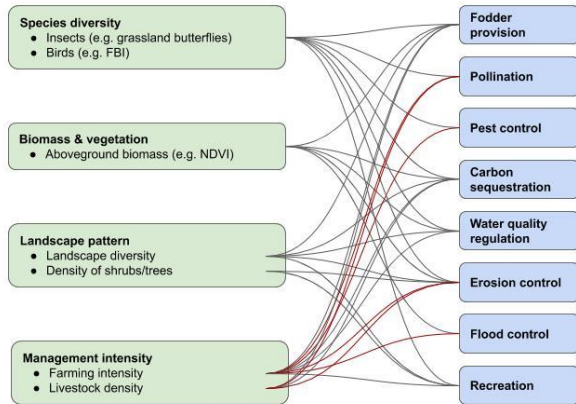 Species diversity
● Insects (e.g. grassland butterflies)
● Birds (e.g. FBI)
Biomass & vegetation
● Aboveground biomass (e.g. NDVI)
Landscape pattern
● Landscape diversity
● Density of shrubs/trees
Management intensity
● Farming intensity
● Livestock density
Fodder
provision
Pollination
Pest control
Carbon
sequestration
Water quality
regulation
Erosion control
Flood control
Recreation